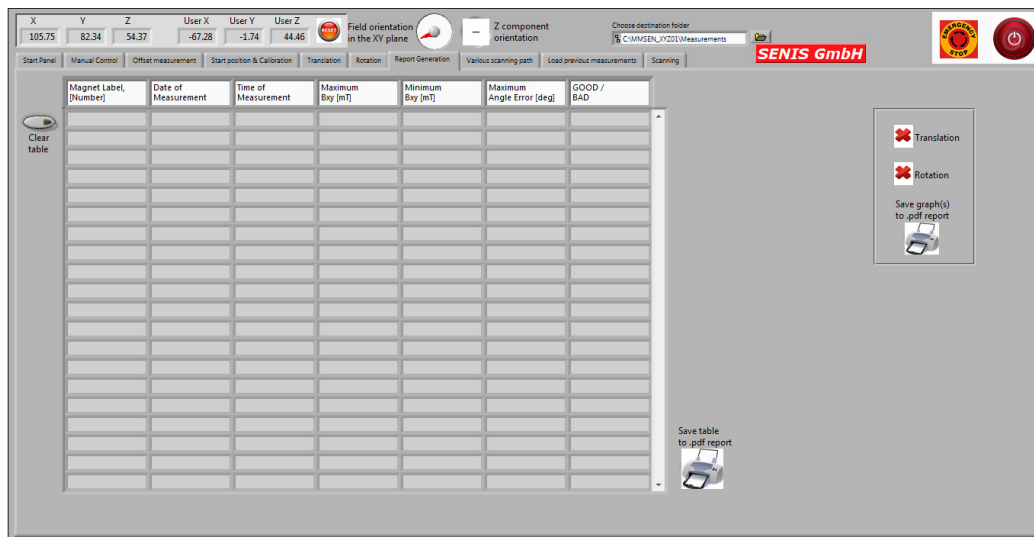 X Y Z User X User Y User Z
105.75 82.34 54.37 -67.28 -1.74 44.46
RESET
Field orientation
in the XY plane
Z component
orientation
Choose destination folder
C:\MMSEN_XYZ01\Measurements
SENIS GmbH
EMERGENCY
STOP
Start Panel Manual Control Offset measurement Start position & Calibration Translation Rotation Report Generation Various scanning path Load previous measurements Scanning
Magnet Label,
[Number]
Date of
Measurement
Time of
Measurement
Maximum
Bxy [mT]
Minimum
Bxy [mT]
Maximum
Angle Error [deg]
GOOD /
BAD
Clear
table
Translation
Rotation
Save graph(s)
to .pdf report
Save table
to .pdf report